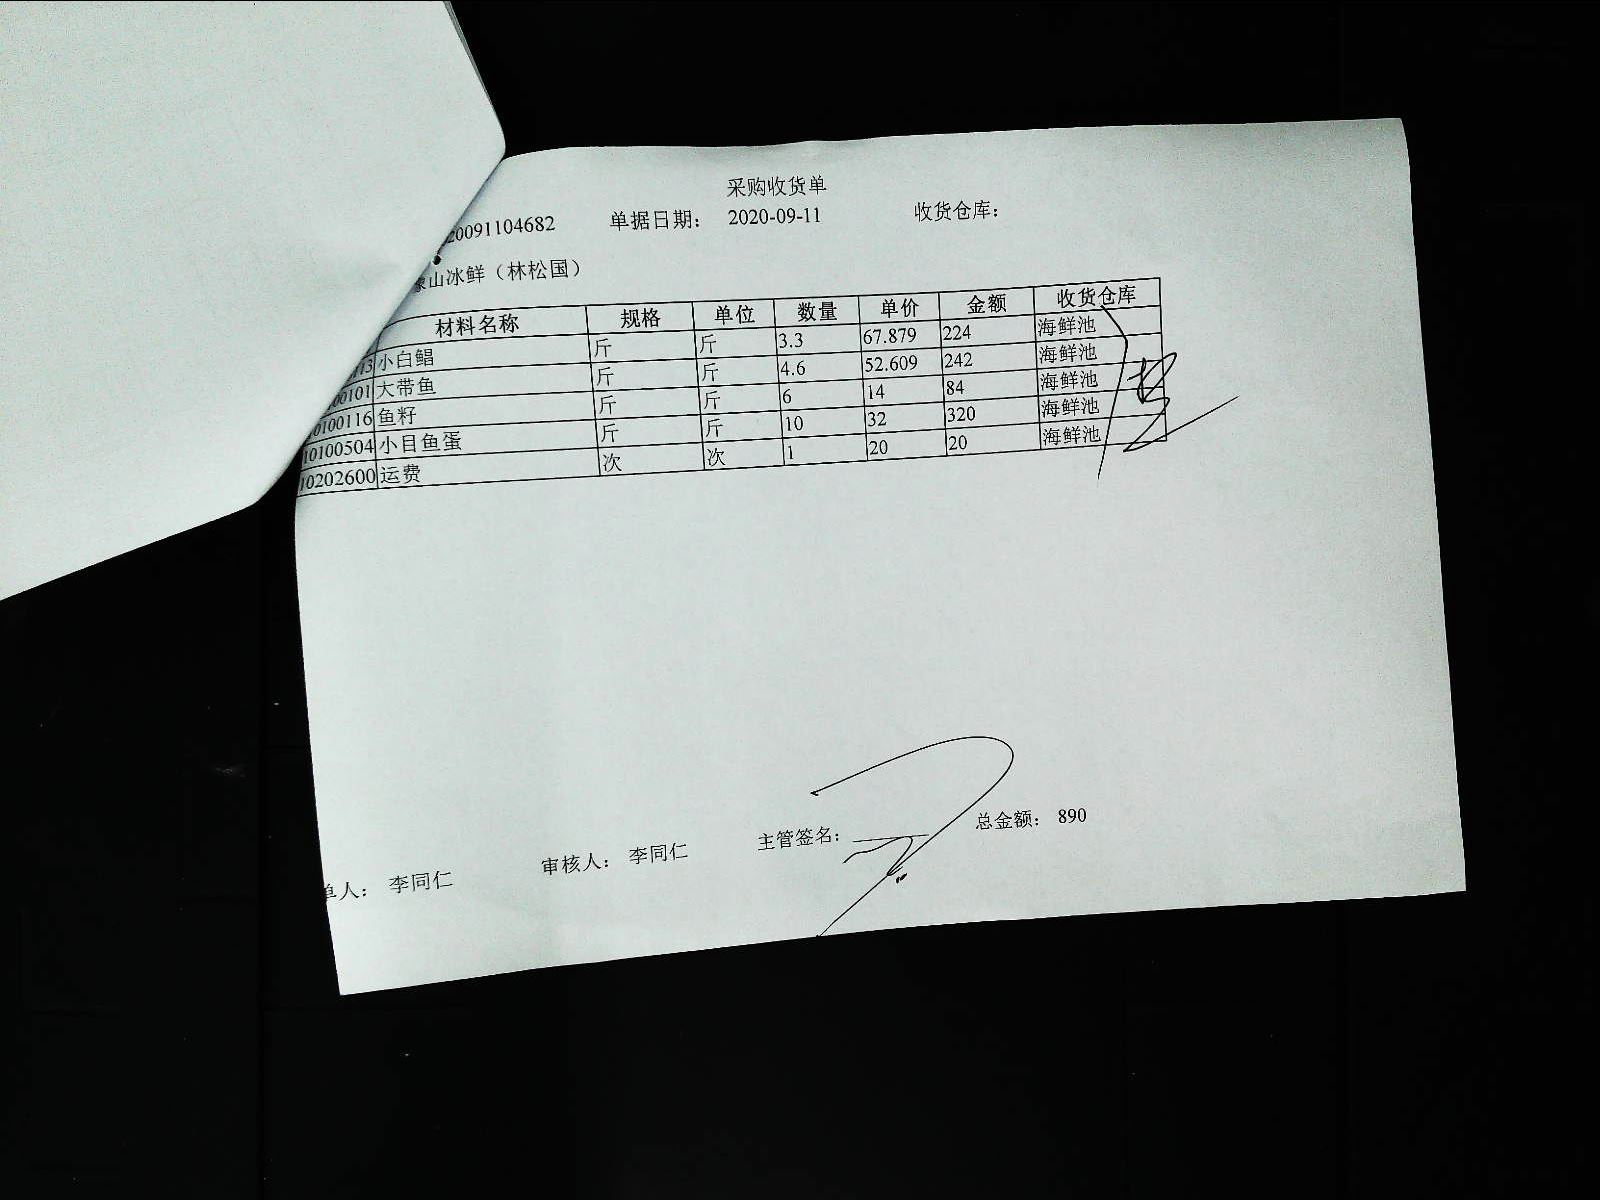 采购收货单
20091104682 单据日期： 2020-09-11 收货仓库：
象山冰鲜（林松国）
材料名称 规格 单位 数量 单价 金额 收货仓库
13 小白鲳 斤 斤 3.3 67.879 224 海鲜池
00101 大带鱼 斤 斤 4.6 52.609 242 海鲜池
0100116 鱼籽 斤 斤 6 14 84 海鲜池
10100504 小目鱼蛋 斤 斤 10 32 320 海鲜池
10202600 运费 次 次 1 20 20 海鲜池
单人： 李同仁 审核人： 李同仁 主管签名： 总金额： 890